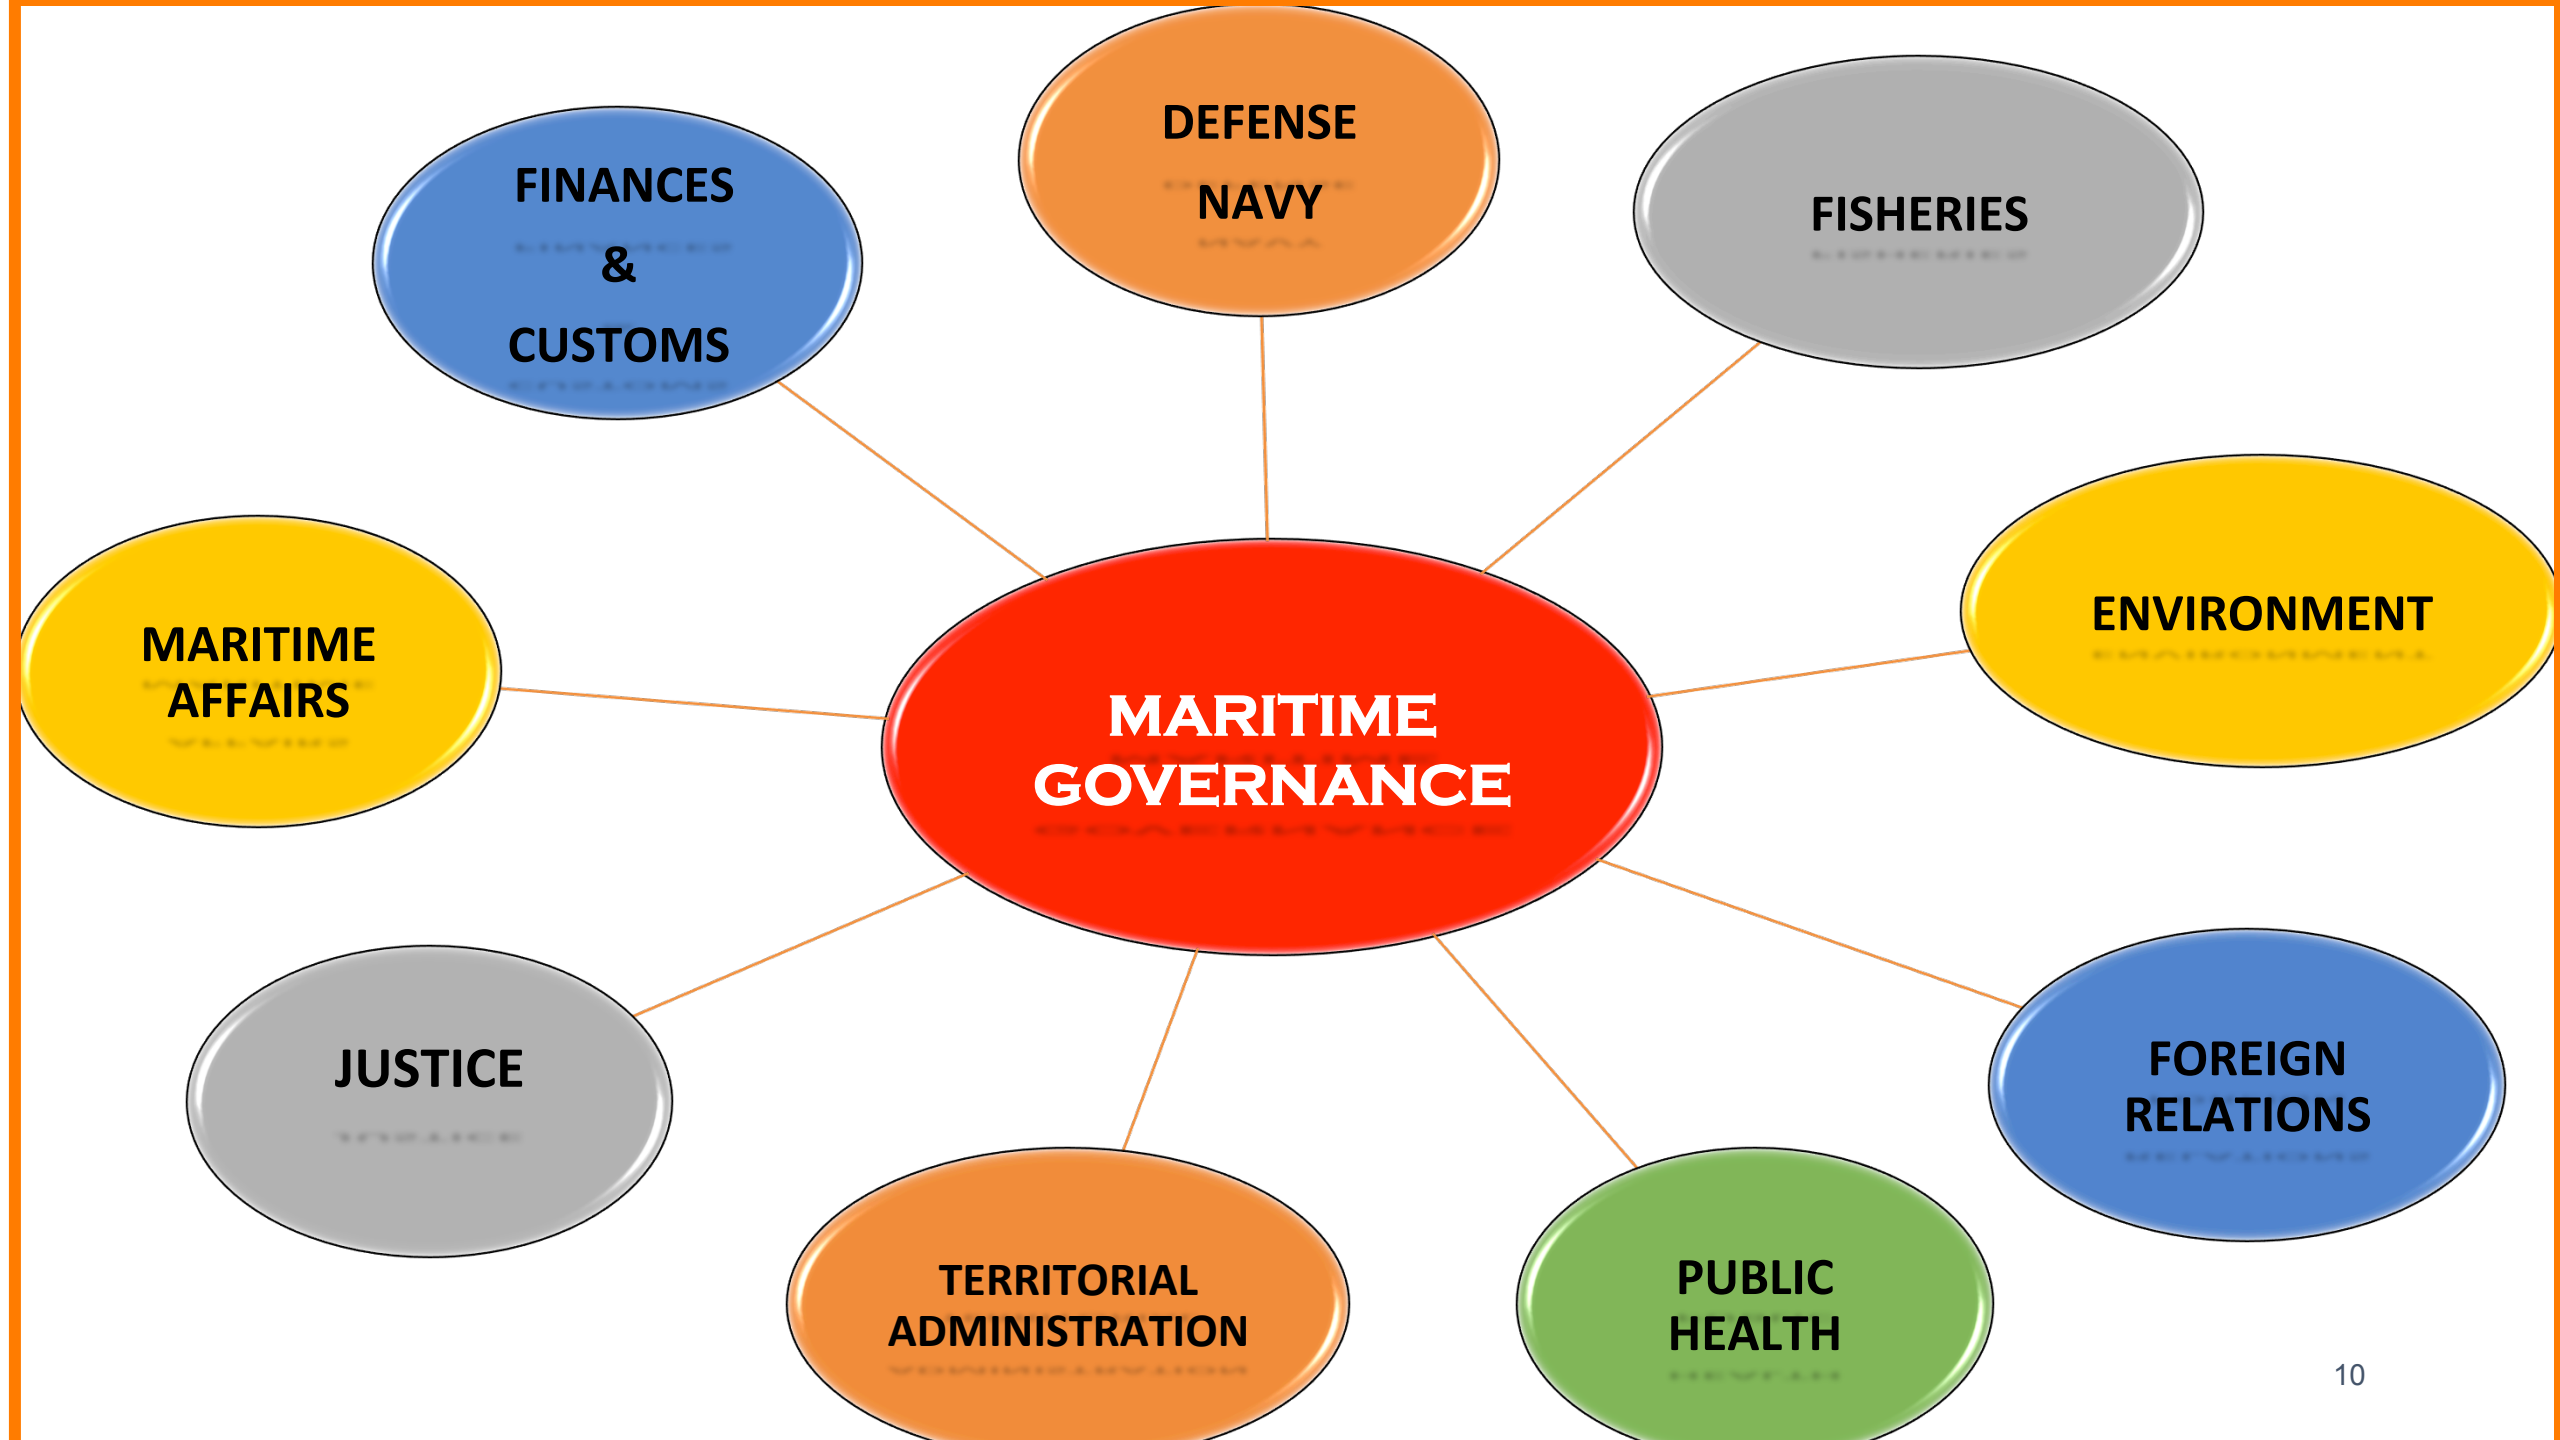 DEFENSE
NAVY
FISHERIES
FINANCES
&
CUSTOMS
ENVIRONMENT
MARITIME
AFFAIRS
MARITIME
GOVERNANCE
FOREIGN
RELATIONS
JUSTICE
TERRITORIAL
ADMINISTRATION
PUBLIC
HEALTH
10